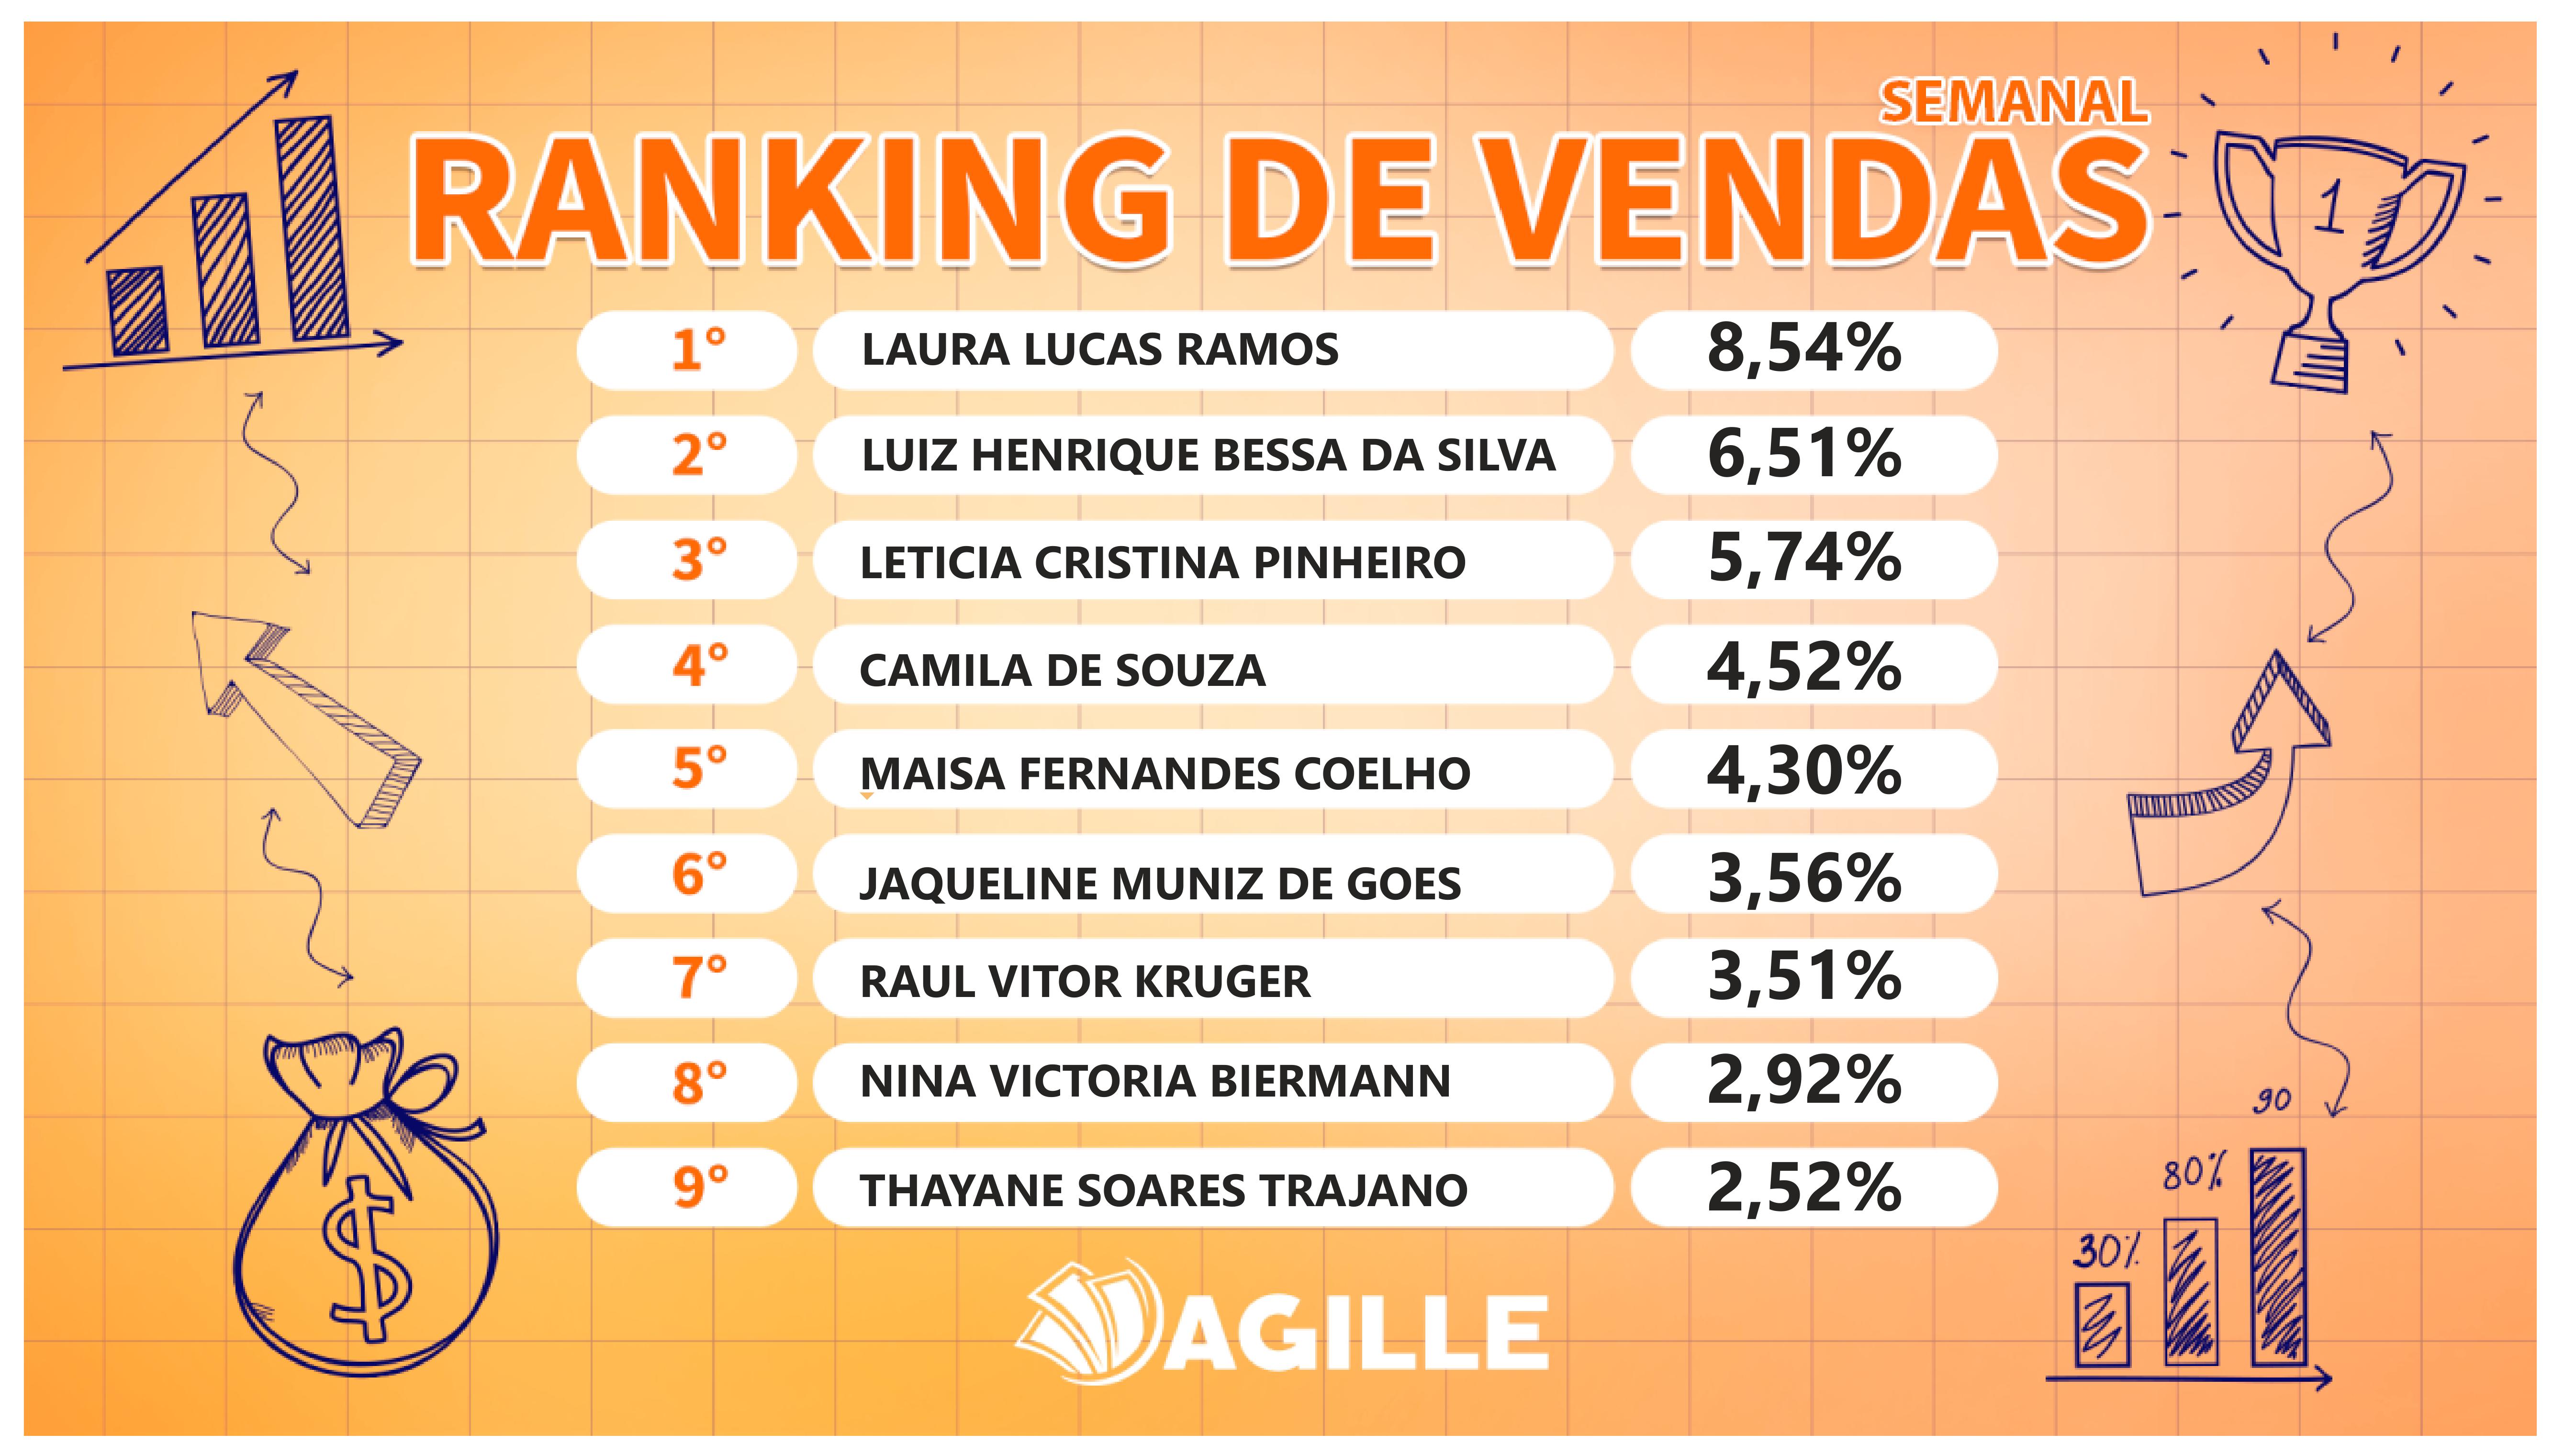 SEMANAL
RANKING DE VENDAS
1
1° LAURA LUCAS RAMOS 8,54%
2° LUIZ HENRIQUE BESSA DA SILVA 6,51%
3° LETICIA CRISTINA PINHEIRO 5,74%
4° CAMILA DE SOUZA 4,52%
5° MAISA FERNANDES COELHO 4,30%
6° JAQUELINE MUNIZ DE GOES 3,56%
7° RAUL VITOR KRUGER 3,51%
8° NINA VICTORIA BIERMANN 2,92%
9° THAYANE SOARES TRAJANO 2,52%
$
30%
80%
90
AGILLE